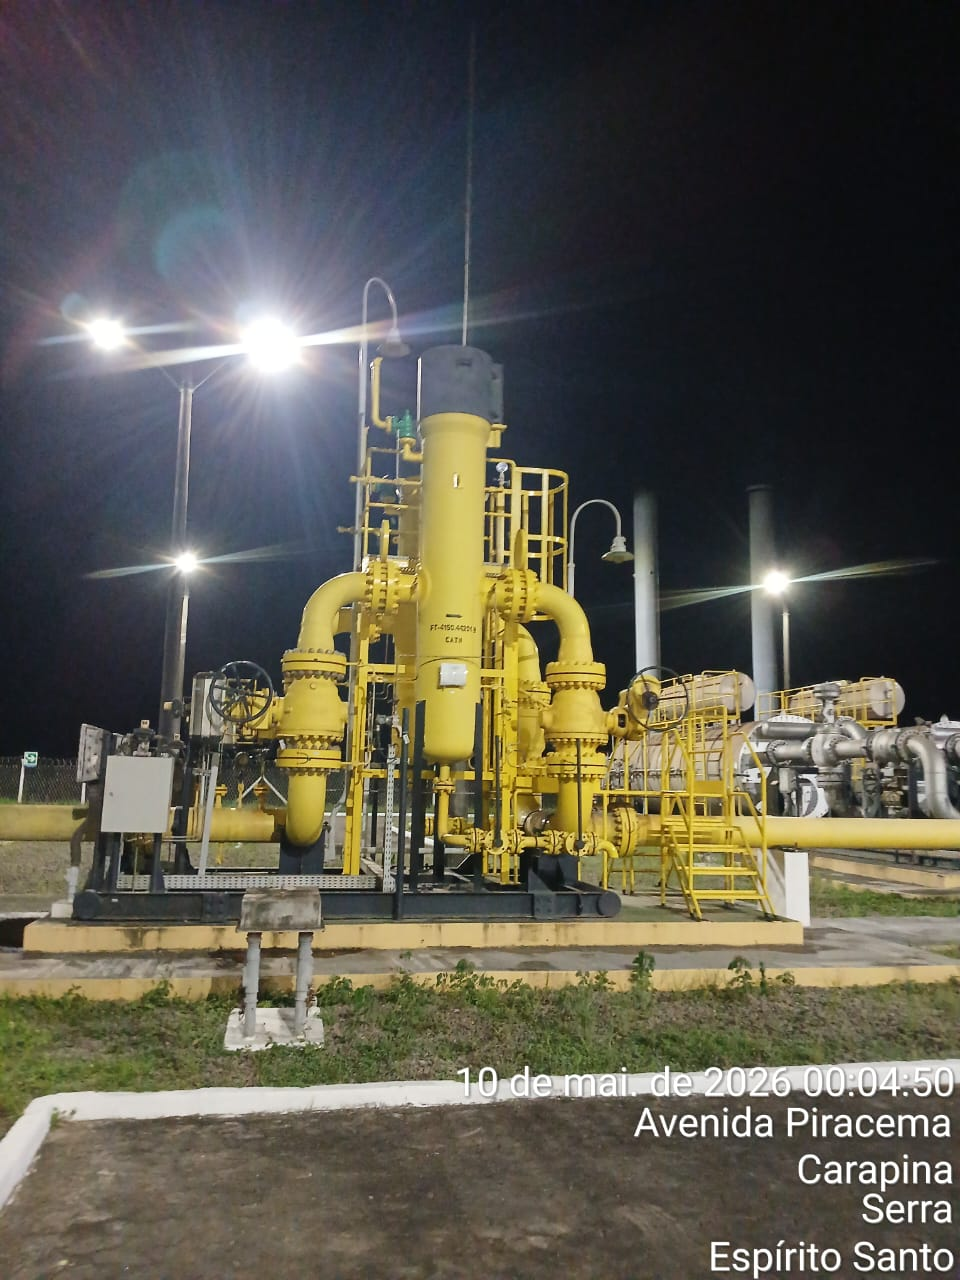 10 de mai. de 2026 00:04:50
Avenida Piracema
Carapina
Serra
Espírito Santo